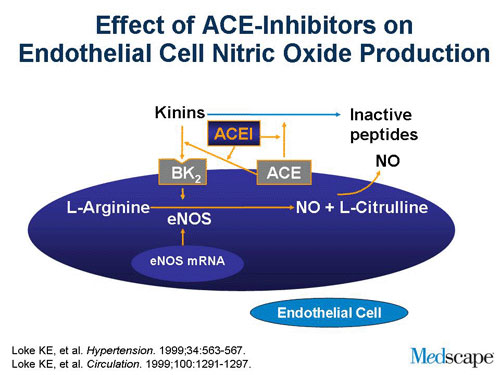 Effect of ACE-Inhibitors on
Endothelial Cell Nitric Oxide Production
Kinins
Inactive
peptides
ACEI
NO
BK2
ACE
L-Arginine
NO + L-Citrulline
eNOS
eNOS mRNA
Endothelial Cell
Loke KE, et al. Hypertension. 1999;34:563-567.
Loke KE, et al. Circulation. 1999;100:1291-1297.
Medscape®